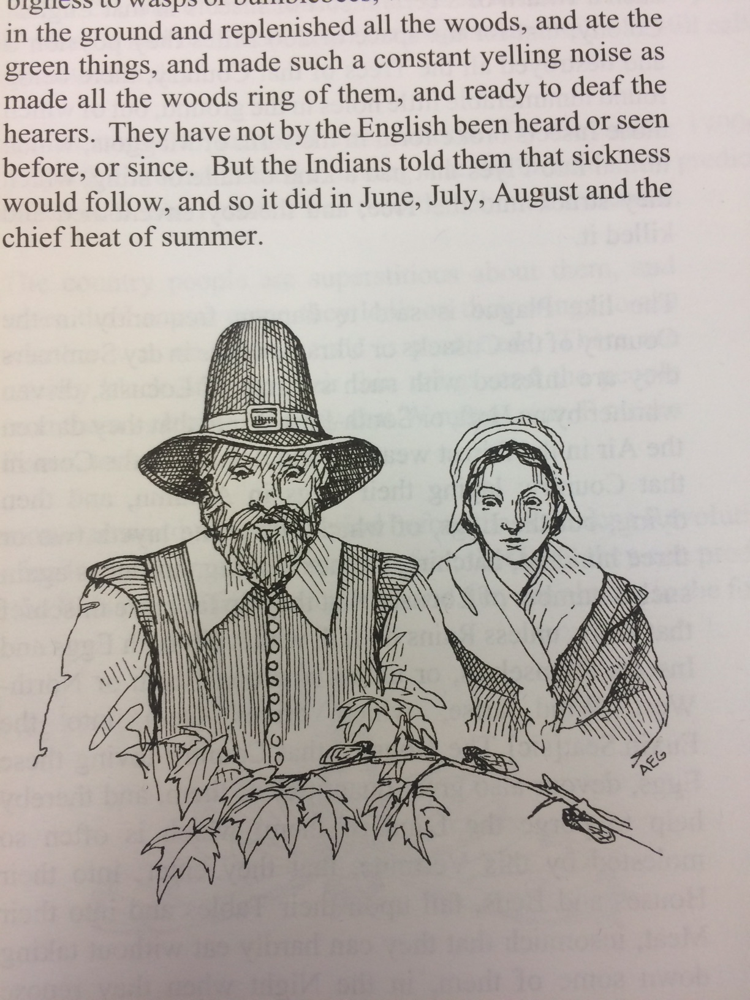 bigness to wasps or bumblebees,
in the ground and replenished all the woods, and ate the
green things, and made such a constant yelling noise as
made all the woods ring of them, and ready to deaf the
hearers. They have not by the English been heard or seen
before, or since. But the Indians told them that sickness
would follow, and so it did in June, July, August and the
chief heat of summer.
AEG